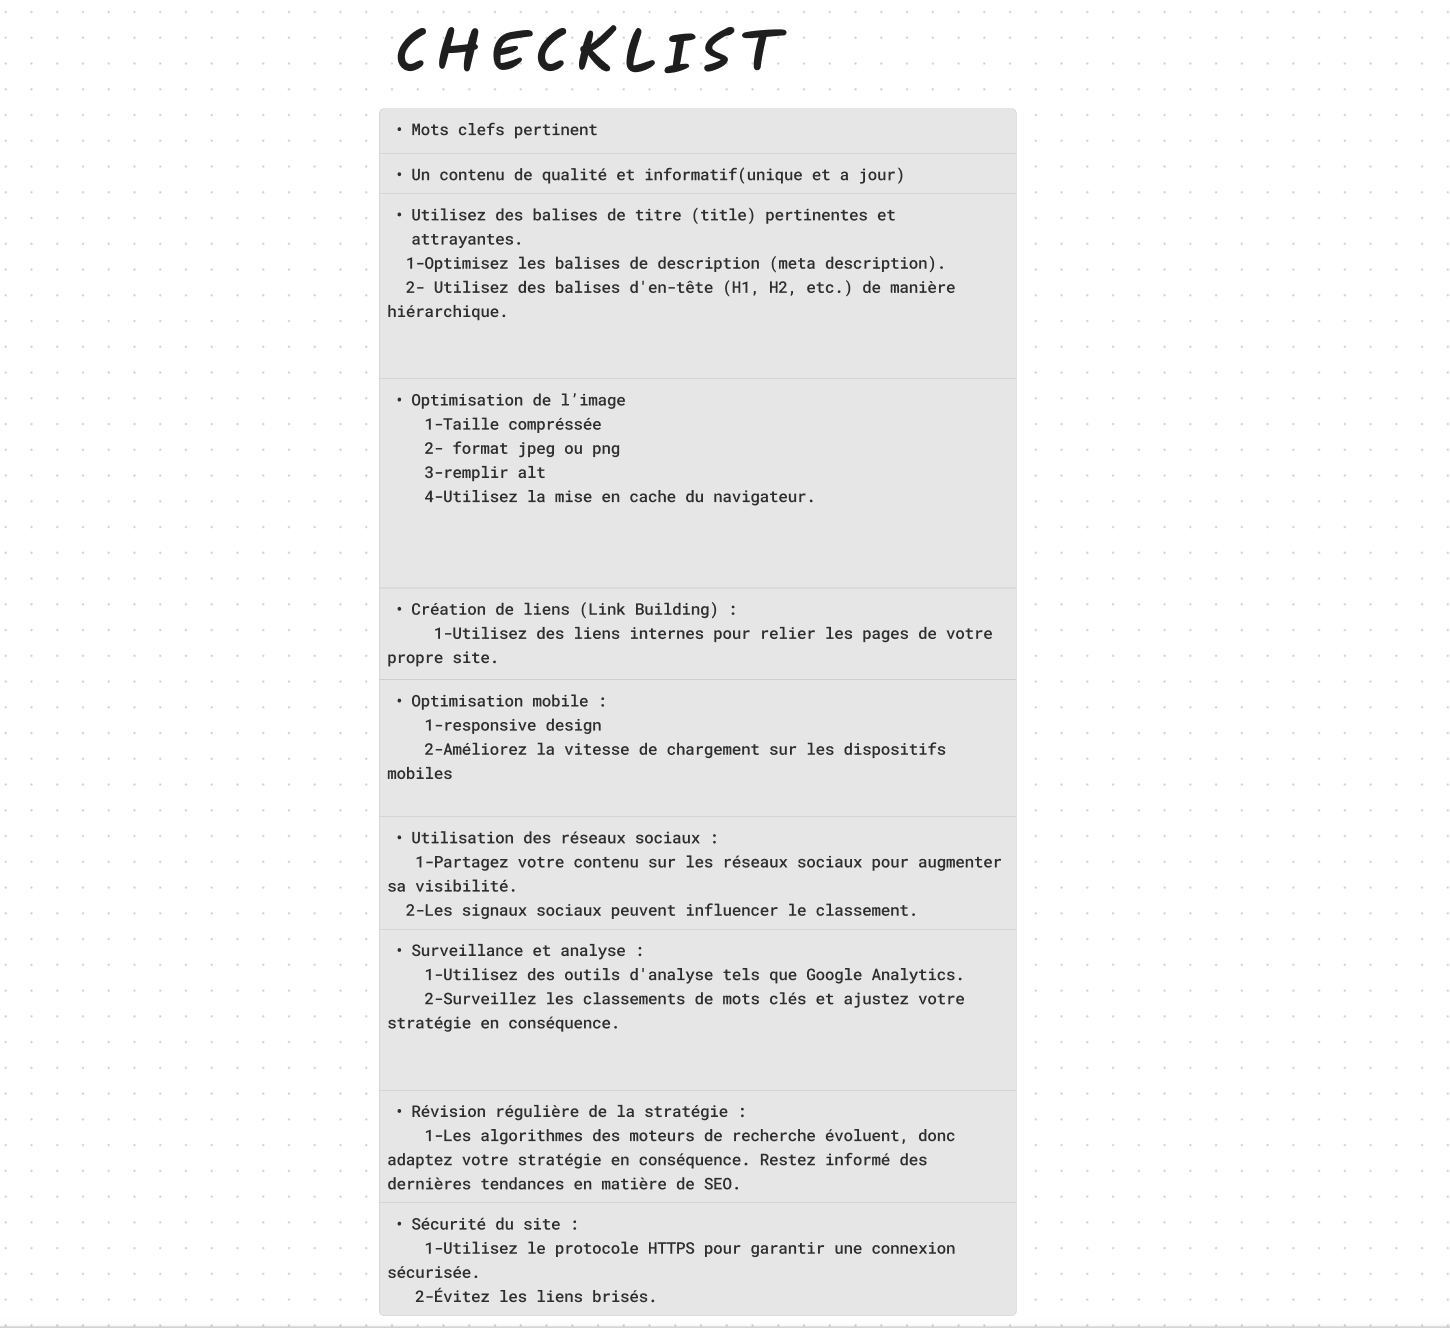 CHECKLIST
• Mots clefs pertinent
• Un contenu de qualité et informatif(unique et a jour)
• Utilisez des balises de titre (title) pertinentes et
attrayantes.
1-Optimisez les balises de description (meta description).
2- Utilisez des balises d'en-tête (H1, H2, etc.) de manière
hiérarchique.
• Optimisation de l’image
1-Taille compréssée
2- format jpeg ou png
3-remplir alt
4-Utilisez la mise en cache du navigateur.
• Création de liens (Link Building) :
1-Utilisez des liens internes pour relier les pages de votre
propre site.
• Optimisation mobile :
1-responsive design
2-Améliorez la vitesse de chargement sur les dispositifs
mobiles
• Utilisation des réseaux sociaux :
1-Partagez votre contenu sur les réseaux sociaux pour augmenter
sa visibilité.
2-Les signaux sociaux peuvent influencer le classement.
• Surveillance et analyse :
1-Utilisez des outils d'analyse tels que Google Analytics.
2-Surveillez les classements de mots clés et ajustez votre
stratégie en conséquence.
• Révision régulière de la stratégie :
1-Les algorithmes des moteurs de recherche évoluent, donc
adaptez votre stratégie en conséquence. Restez informé des
dernières tendances en matière de SEO.
• Sécurité du site :
1-Utilisez le protocole HTTPS pour garantir une connexion
sécurisée.
2-Évitez les liens brisés.